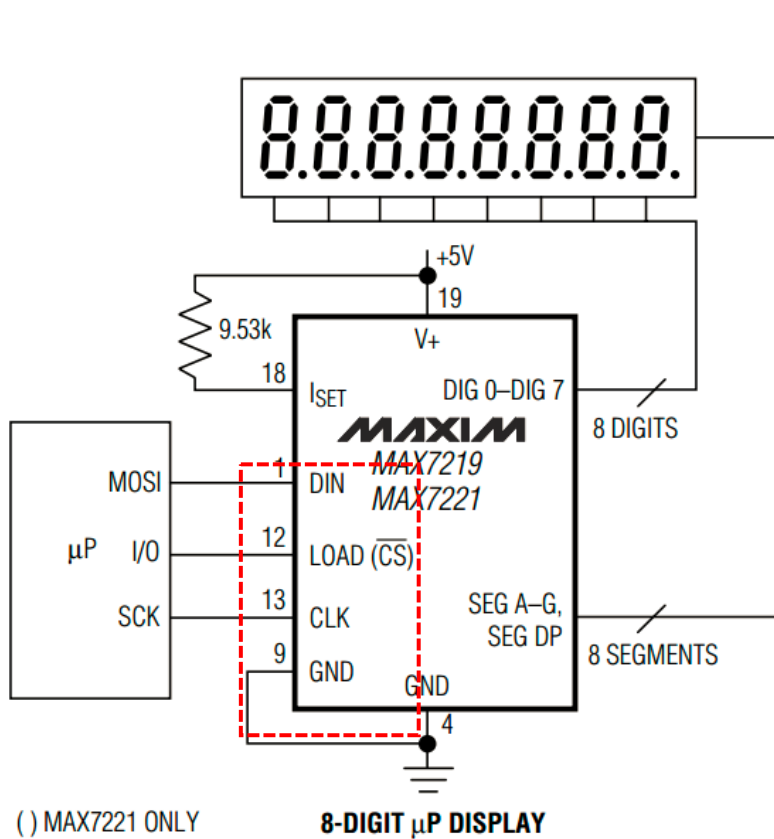 8.8.8.8.8.8.8.8.
+5V
19
9.53k
V+
18
ISET
DIG 0–DIG 7
8 DIGITS
MAXIM
MAX7219
MAX7221
1
MOSI
DIN
12
μP
I/O
LOAD (CS)
13
SCK
CLK
SEG A–G,
SEG DP
8 SEGMENTS
9
GND
GND
4
( ) MAX7221 ONLY
8-DIGIT μP DISPLAY